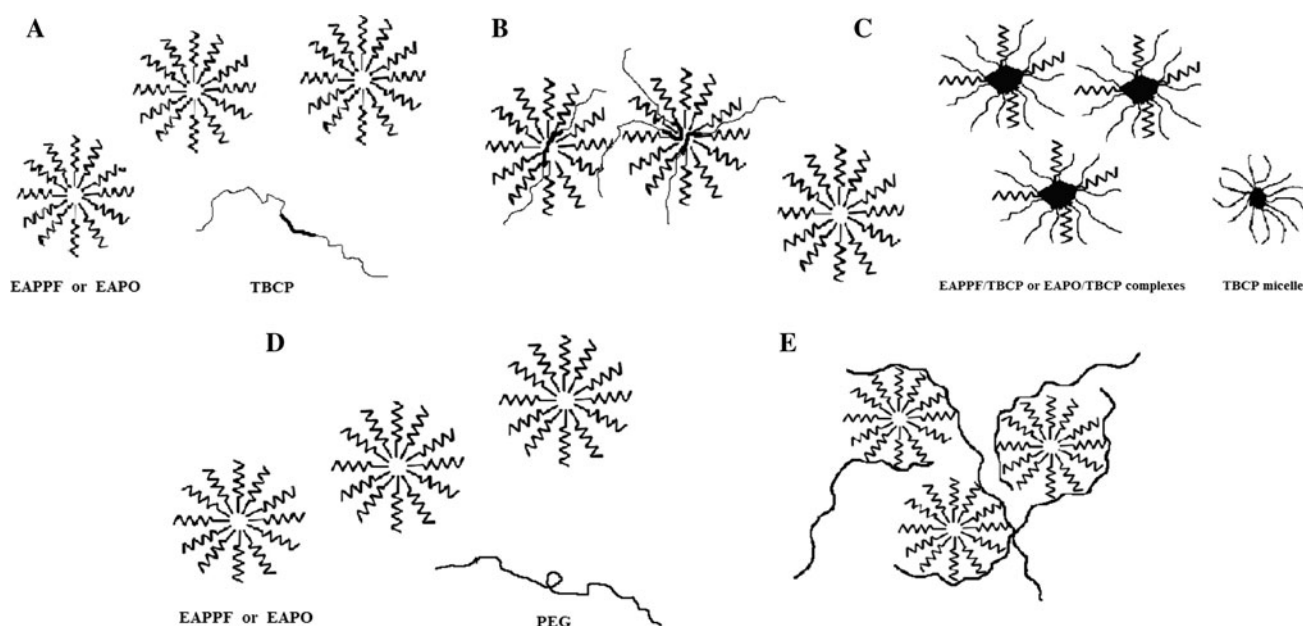 A
B
C
EAPPF or EAPO
TBCP
EAPPF/TBCP or EAPO/TBCP complexes
TBCP micelle
D
E
EAPPF or EAPO
PEG